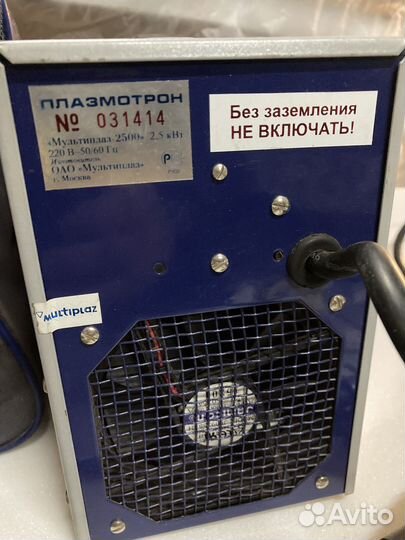 ПЛАЗМОТРОН
№ 031414
«Мультиплаз-2500» 2,5 кВт
220 В~50/60 Гц
Изготовитель
ОАО «Мультиплаз»
г. Москва
Без заземления
НЕ ВКЛЮЧАТЬ!
MULTIPLAZ
Avito